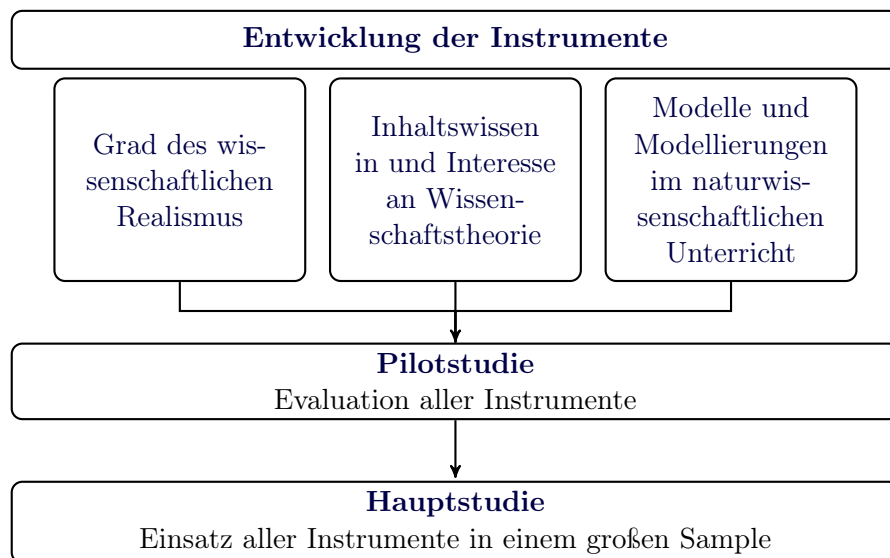 Entwicklung der Instrumente
Grad des wis-
senschaftlichen
Realismus
Inhaltswissen
in und Interesse
an Wissen-
schaftstheorie
Modelle und
Modellierungen
im naturwis-
senschaftlichen
Unterricht
Pilotstudie
Evaluation aller Instrumente
Hauptstudie
Einsatz aller Instrumente in einem großen Sample